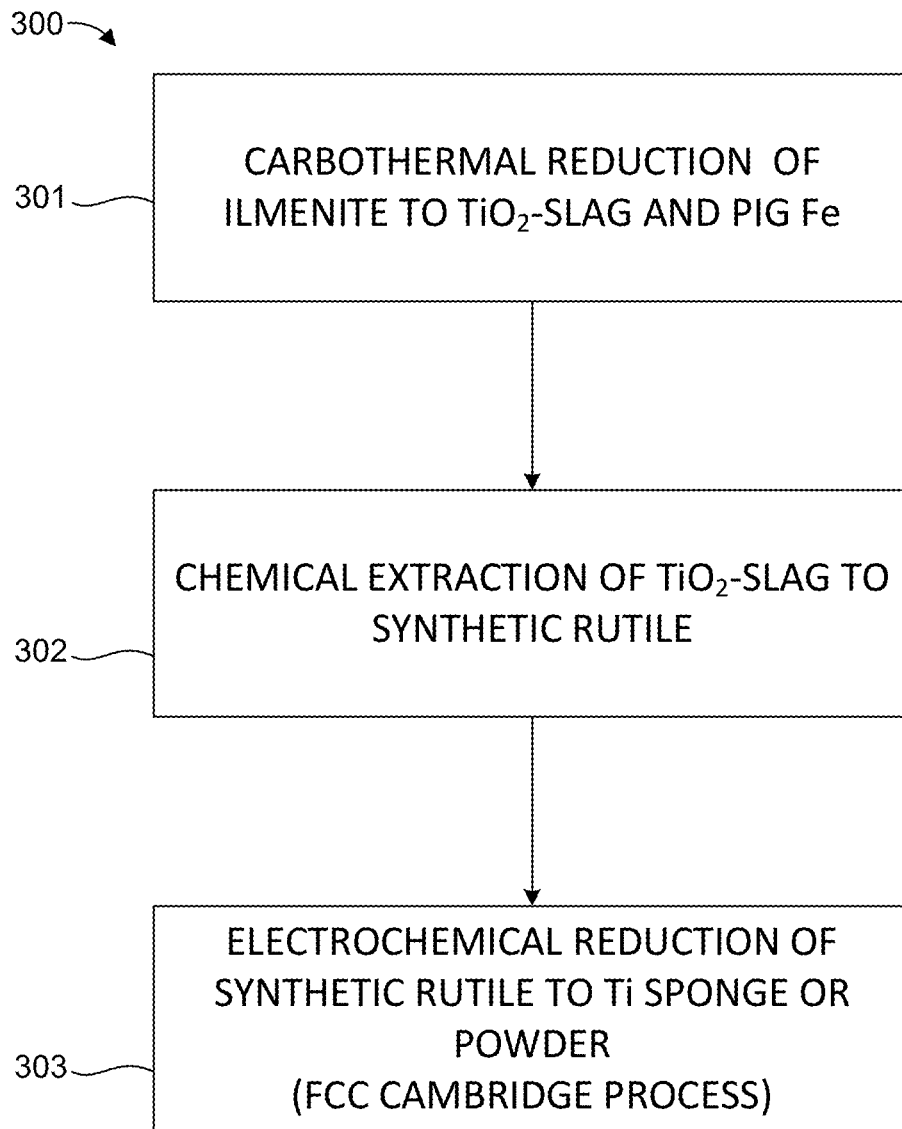 300
301
CARBOTHERMAL REDUCTION OF
ILMENITE TO TiO₂-SLAG AND PIG Fe
302
CHEMICAL EXTRACTION OF TiO₂-SLAG TO
SYNTHETIC RUTILE
303
ELECTROCHEMICAL REDUCTION OF
SYNTHETIC RUTILE TO Ti SPONGE OR
POWDER
(FCC CAMBRIDGE PROCESS)